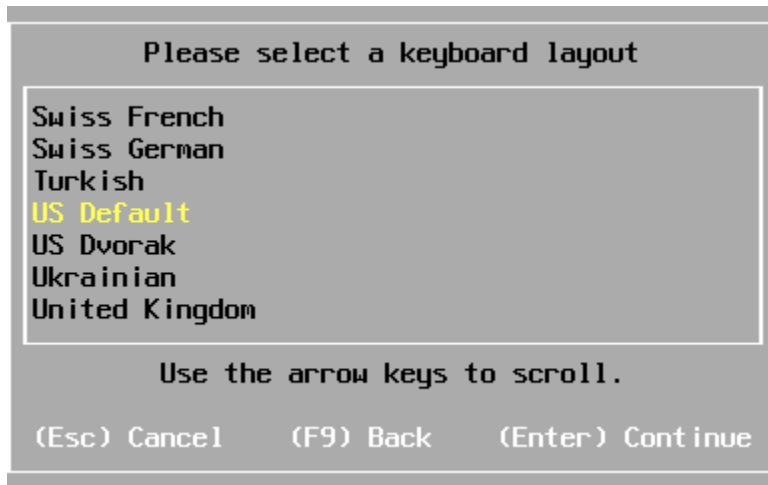 Please select a keyboard layout
Swiss French
Swiss German
Turkish
US Default
US Dvorak
Ukrainian
United Kingdom
Use the arrow keys to scroll.
(Esc) Cancel (F9) Back (Enter) Continue